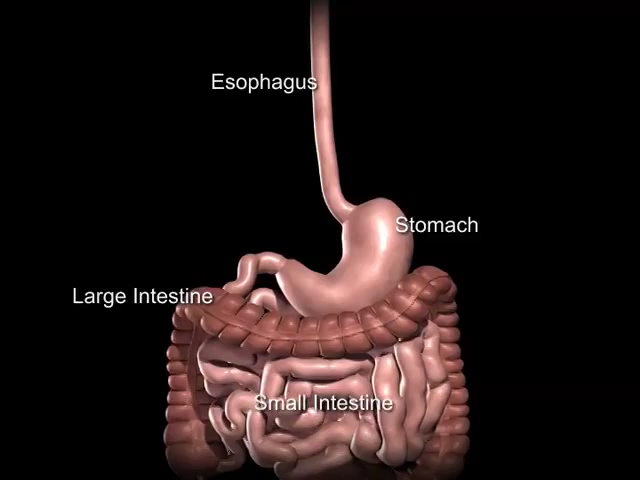 Esophagus
Stomach
Large Intestine
Small Intestine